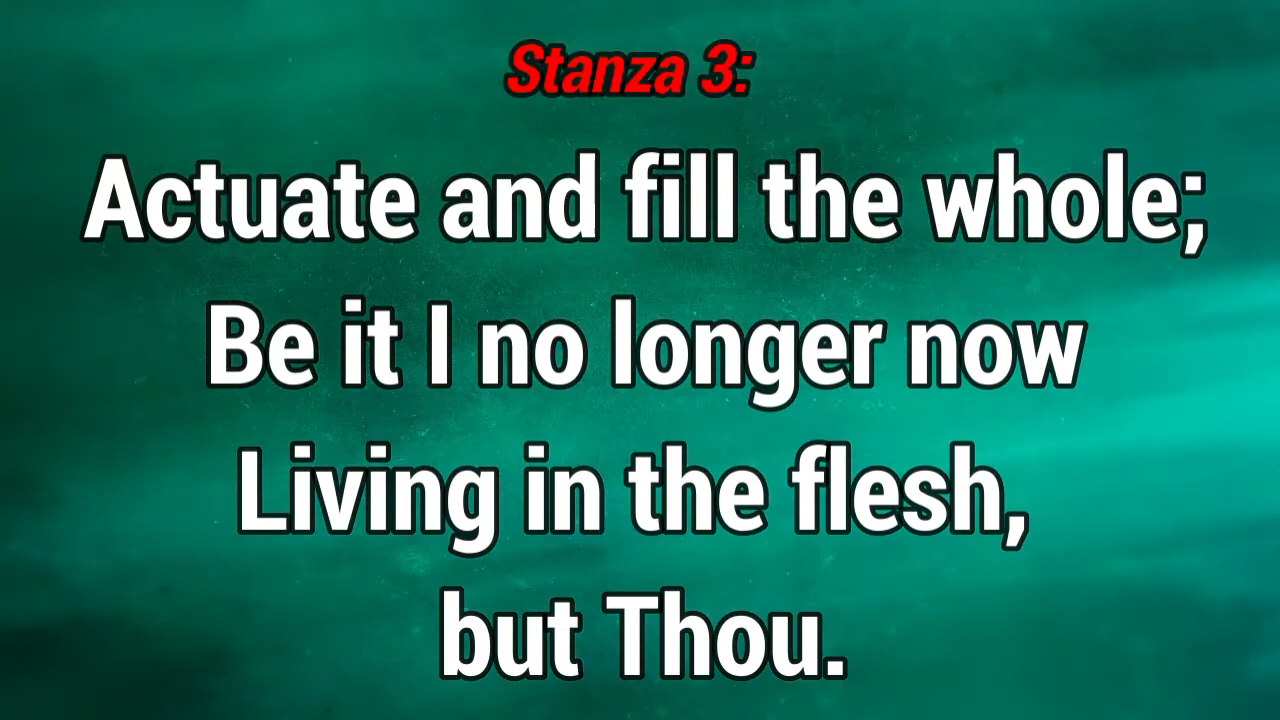 Stanza 3:
Actuate and fill the whole;
Be it I no longer now
Living in the flesh,
but Thou.